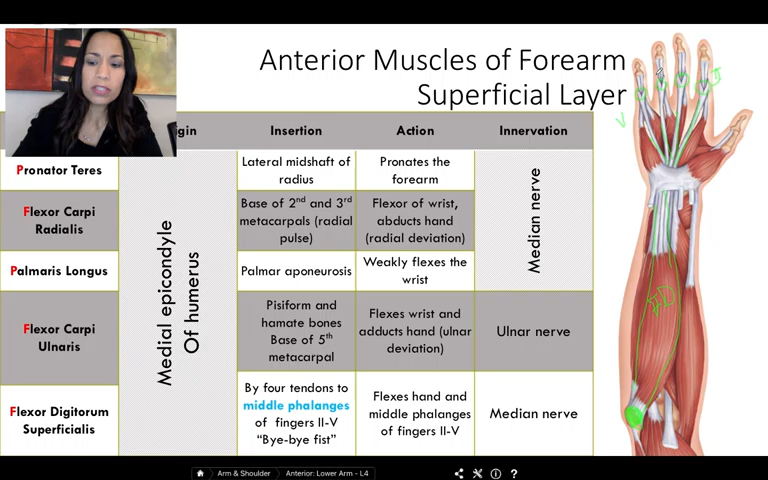 Anterior Muscles of Forearm
Superficial Layer
gin
Insertion
Action
Innervation
Pronator Teres
Medial epicondyle
Of humerus
Lateral midshaft of
radius
Pronates the
forearm
Median nerve
Flexor Carpi
Radialis
Base of 2nd and 3rd
metacarpals (radial
pulse)
Flexor of wrist,
abducts hand
(radial deviation)
Palmaris Longus
Palmar aponeurosis
Weakly flexes the
wrist
Flexor Carpi
Ulnaris
Pisiform and
hamate bones
Base of 5th
metacarpal
Flexes wrist and
adducts hand (ulnar
deviation)
Ulnar nerve
Flexor Digitorum
Superficialis
By four tendons to
middle phalanges
of fingers II-V
“Bye-bye fist”
Flexes hand and
middle phalanges
of fingers II-V
Median nerve
V
Arm & Shoulder
Anterior: Lower Arm - L4